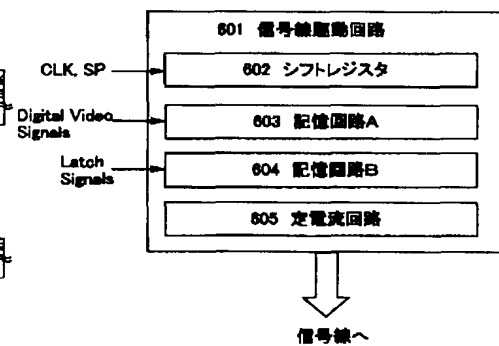 601 信号線駆動回路
CLK, SP
602 シフトレジスタ
Digital Video
Signals
603 記憶回路A
Latch
Signals
604 記憶回路B
605 定電流回路
信号線へ